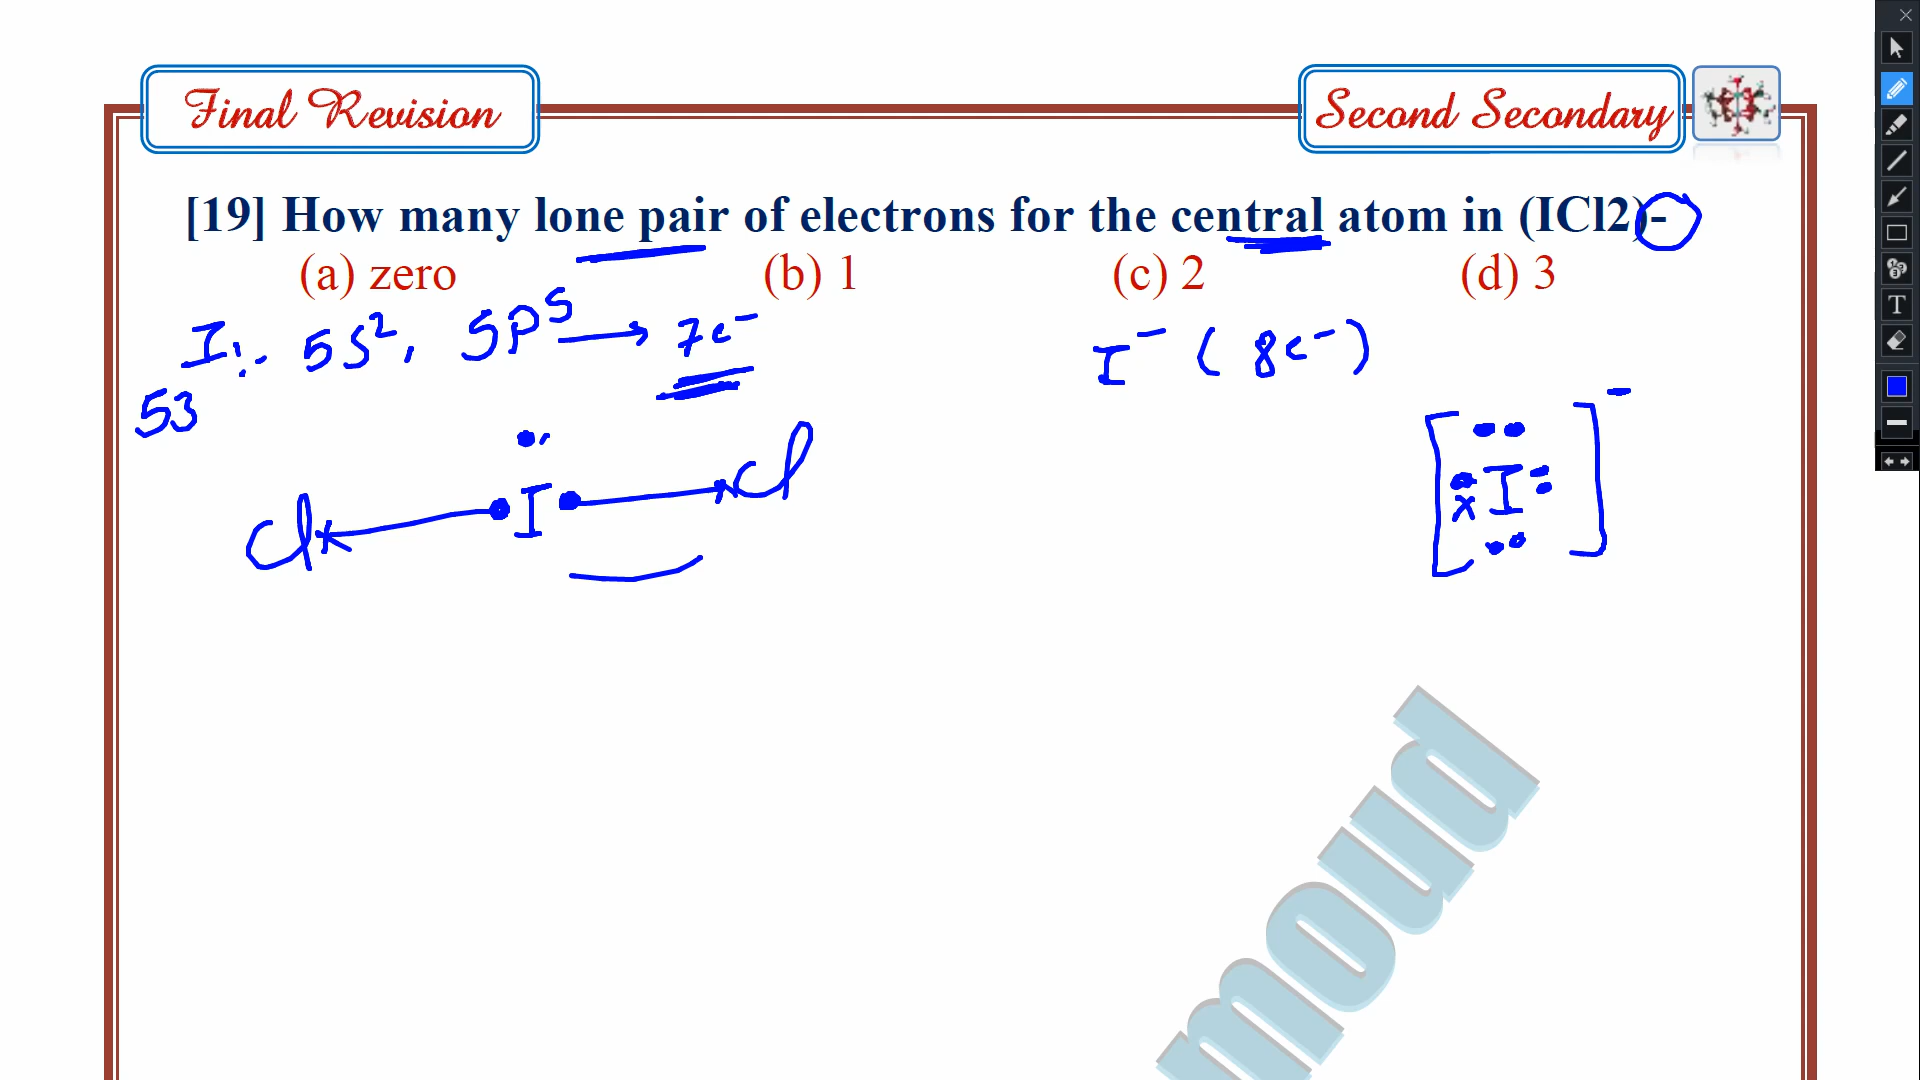 Final Revision
Second Secondary
[19] How many lone pair of electrons for the central atom in (ICl2)-
(a) zero (b) 1 (c) 2 (d) 3
I:. 5S², 5P⁵ → 7e⁻
I⁻ (8e⁻)
53
Cl I Cl
[I]⁻
moud
T